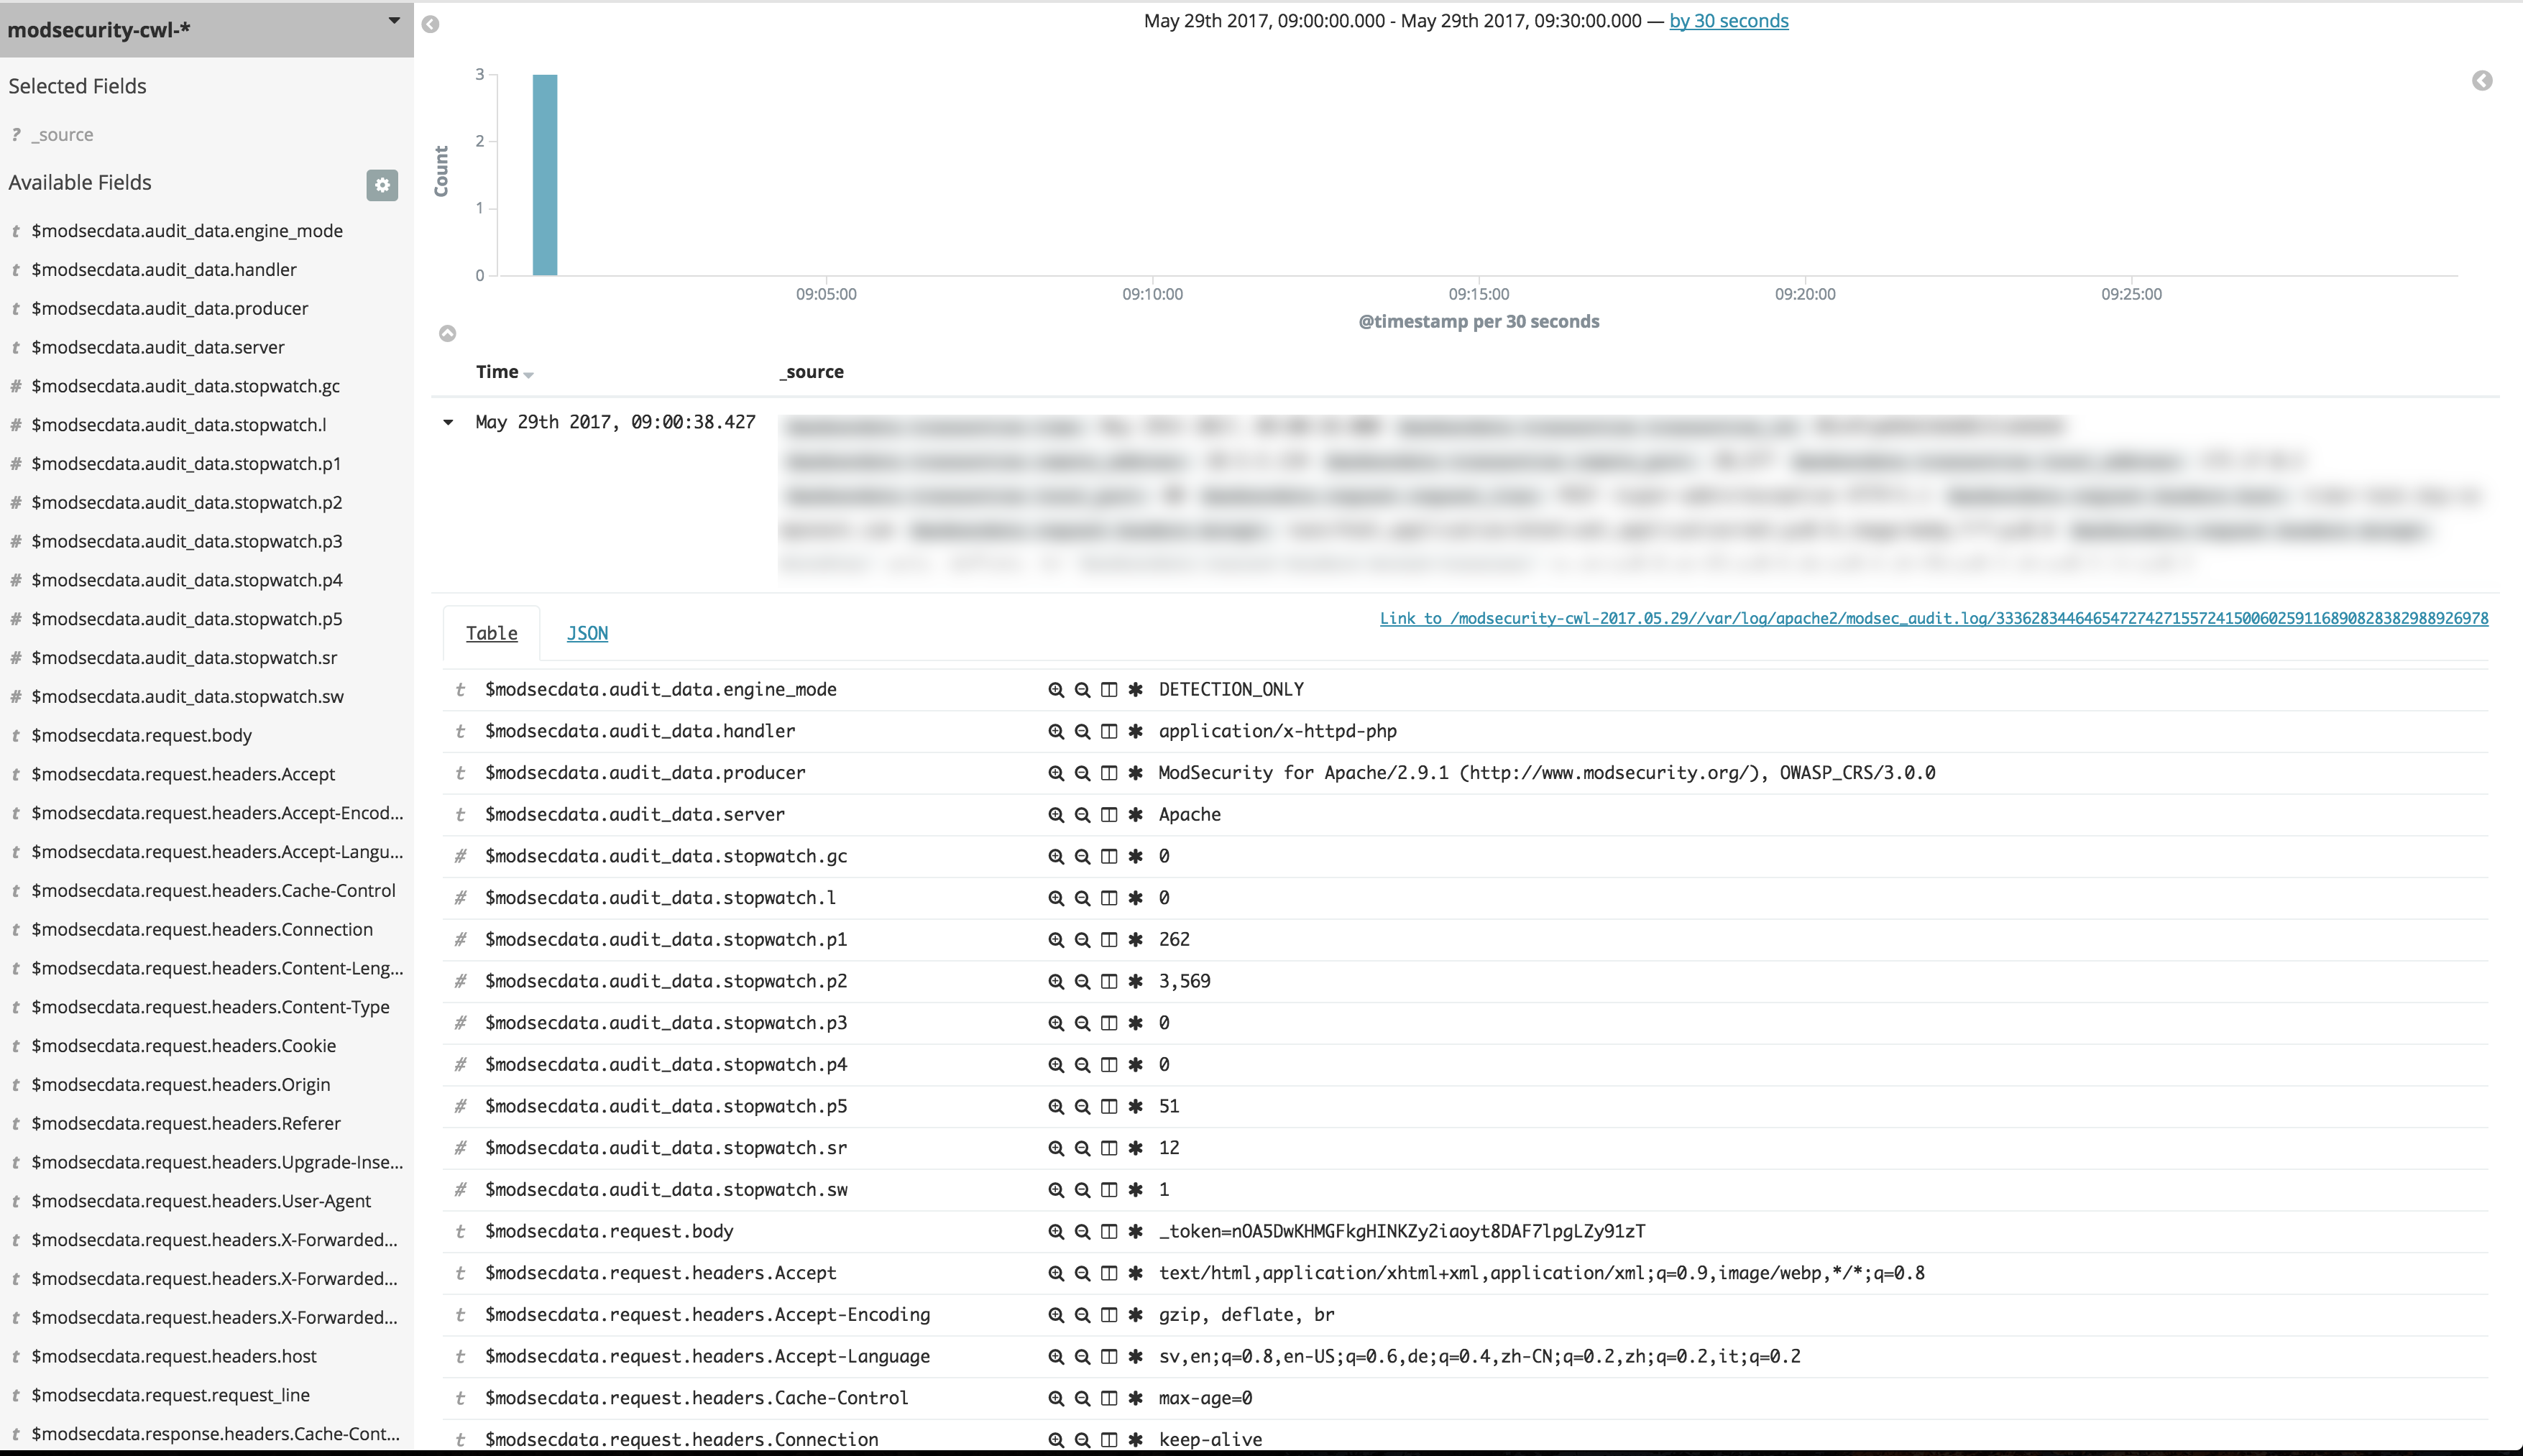 modsecurity-cwl-*
Selected Fields
? _source
Available Fields
t $modsecdata.audit_data.engine_mode
t $modsecdata.audit_data.handler
t $modsecdata.audit_data.producer
t $modsecdata.audit_data.server
# $modsecdata.audit_data.stopwatch.gc
# $modsecdata.audit_data.stopwatch.l
# $modsecdata.audit_data.stopwatch.p1
# $modsecdata.audit_data.stopwatch.p2
# $modsecdata.audit_data.stopwatch.p3
# $modsecdata.audit_data.stopwatch.p4
# $modsecdata.audit_data.stopwatch.p5
# $modsecdata.audit_data.stopwatch.sr
# $modsecdata.audit_data.stopwatch.sw
t $modsecdata.request.body
t $modsecdata.request.headers.Accept
t $modsecdata.request.headers.Accept-Encod...
t $modsecdata.request.headers.Accept-Langu...
t $modsecdata.request.headers.Cache-Control
t $modsecdata.request.headers.Connection
t $modsecdata.request.headers.Content-Leng...
t $modsecdata.request.headers.Content-Type
t $modsecdata.request.headers.Cookie
t $modsecdata.request.headers.Origin
t $modsecdata.request.headers.Referer
t $modsecdata.request.headers.Upgrade-Inse...
t $modsecdata.request.headers.User-Agent
t $modsecdata.request.headers.X-Forwarded...
t $modsecdata.request.headers.X-Forwarded...
t $modsecdata.request.headers.X-Forwarded...
t $modsecdata.request.headers.host
t $modsecdata.request.request_line
t $modsecdata.response.headers.Cache-Cont...
May 29th 2017, 09:00:00.000 - May 29th 2017, 09:30:00.000 — by 30 seconds
3
2
1
0
Count
09:05:00 09:10:00 09:15:00 09:20:00 09:25:00
@timestamp per 30 seconds
Time _source
May 29th 2017, 09:00:38.427
Table JSON
Link to /modsecurity-cwl-2017.05.29//var/log/apache2/modsec_audit.log/33362834464654727427155724150060259116890828382988926978
t $modsecdata.audit_data.engine_mode DETECTION_ONLY
t $modsecdata.audit_data.handler application/x-httpd-php
t $modsecdata.audit_data.producer ModSecurity for Apache/2.9.1 (http://www.modsecurity.org/), OWASP_CRS/3.0.0
t $modsecdata.audit_data.server Apache
# $modsecdata.audit_data.stopwatch.gc 0
# $modsecdata.audit_data.stopwatch.l 0
# $modsecdata.audit_data.stopwatch.p1 262
# $modsecdata.audit_data.stopwatch.p2 3,569
# $modsecdata.audit_data.stopwatch.p3 0
# $modsecdata.audit_data.stopwatch.p4 0
# $modsecdata.audit_data.stopwatch.p5 51
# $modsecdata.audit_data.stopwatch.sr 12
# $modsecdata.audit_data.stopwatch.sw 1
t $modsecdata.request.body _token=nOA5DwKHMGFkgHINKZy2iaoyt8DAF7lpgLZy91zT
t $modsecdata.request.headers.Accept text/html,application/xhtml+xml,application/xml;q=0.9,image/webp,*/*;q=0.8
t $modsecdata.request.headers.Accept-Encoding gzip, deflate, br
t $modsecdata.request.headers.Accept-Language sv,en;q=0.8,en-US;q=0.6,de;q=0.4,zh-CN;q=0.2,zh;q=0.2,it;q=0.2
t $modsecdata.request.headers.Cache-Control max-age=0
t $modsecdata.request.headers.Connection keep-alive